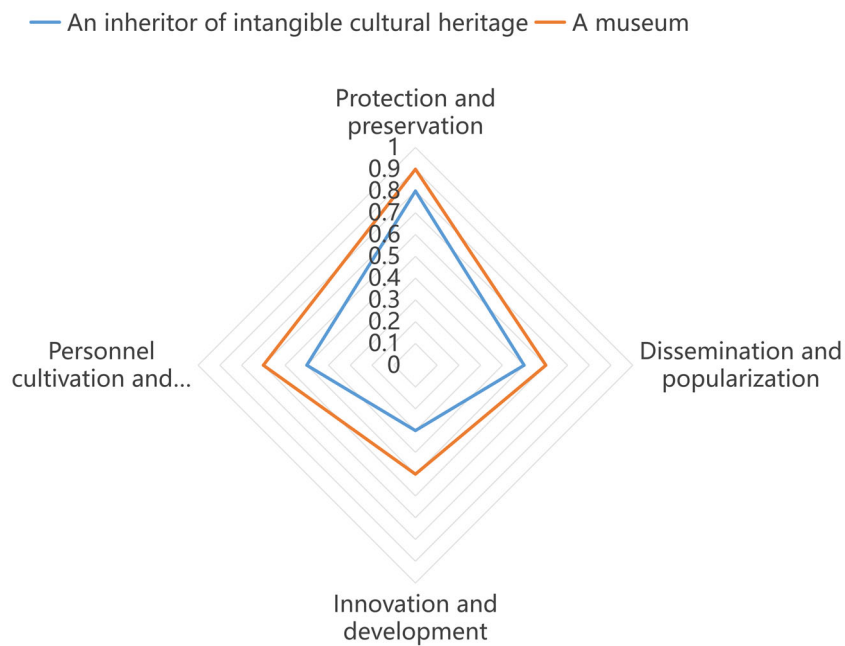 An inheritor of intangible cultural heritage A museum
Protection and
preservation
1
0.9
0.8
0.7
0.6
0.5
0.4
0.3
0.2
0.1
0
Personnel
cultivation and...
Dissemination and
popularization
Innovation and
development